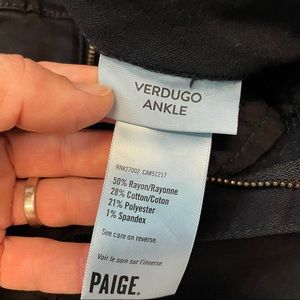 VERDUGO
ANKLE
RN#27002 CA#51217
50% Rayon/Rayonne
28% Cotton/Coton
21% Polyester
1% Spandex
See care on reverse.
Voir le soin sur l'inverse.
PAIGE.